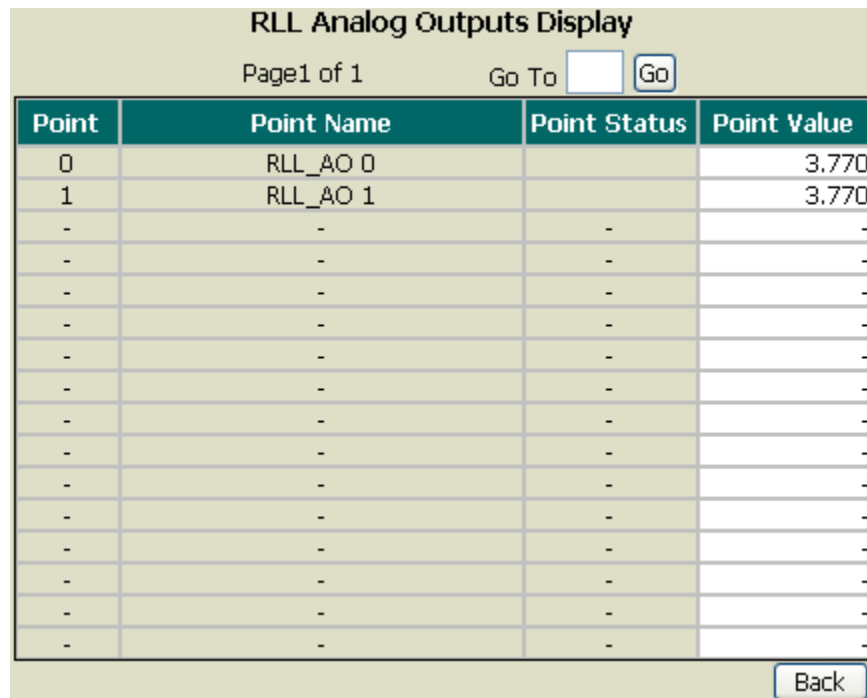 RLL Analog Outputs Display
Page1 of 1 Go To Go
Point Point Name Point Status Point Value
0 RLL_AO 0 3.770
1 RLL_AO 1 3.770
- - - -
- - - -
- - - -
- - - -
- - - -
- - - -
- - - -
- - - -
- - - -
- - - -
- - - -
- - - -
- - - -
- - - -
Back